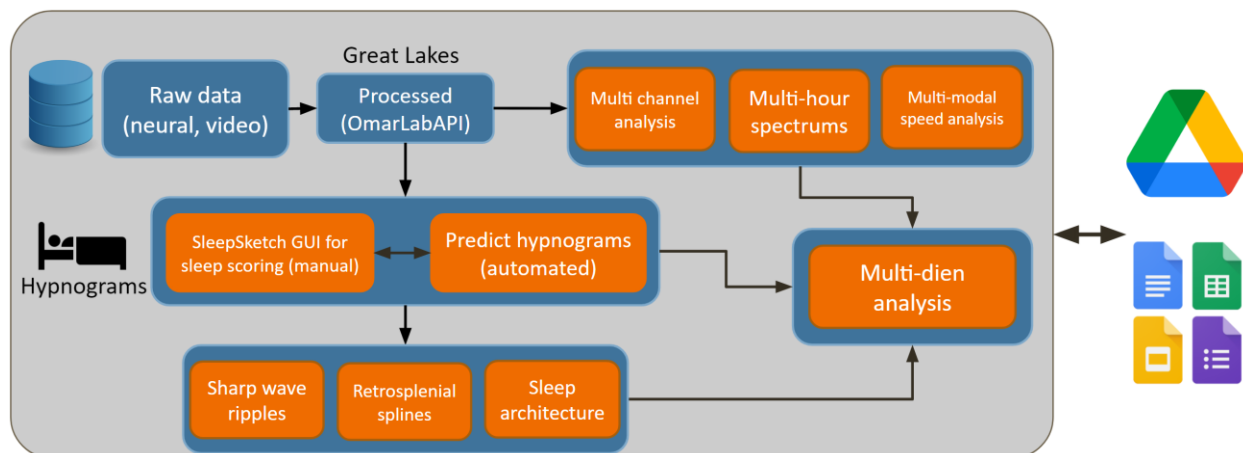 Great Lakes
Raw data
(neural, video)
Processed
(OmarLabAPI)
Multi channel
analysis
Multi-hour
spectrums
Multi-modal
speed analysis
Hypnograms
SleepSketch GUI for
sleep scoring (manual)
Predict hypnograms
(automated)
Multi-dien
analysis
Sharp wave
ripples
Retrosplenial
splines
Sleep
architecture